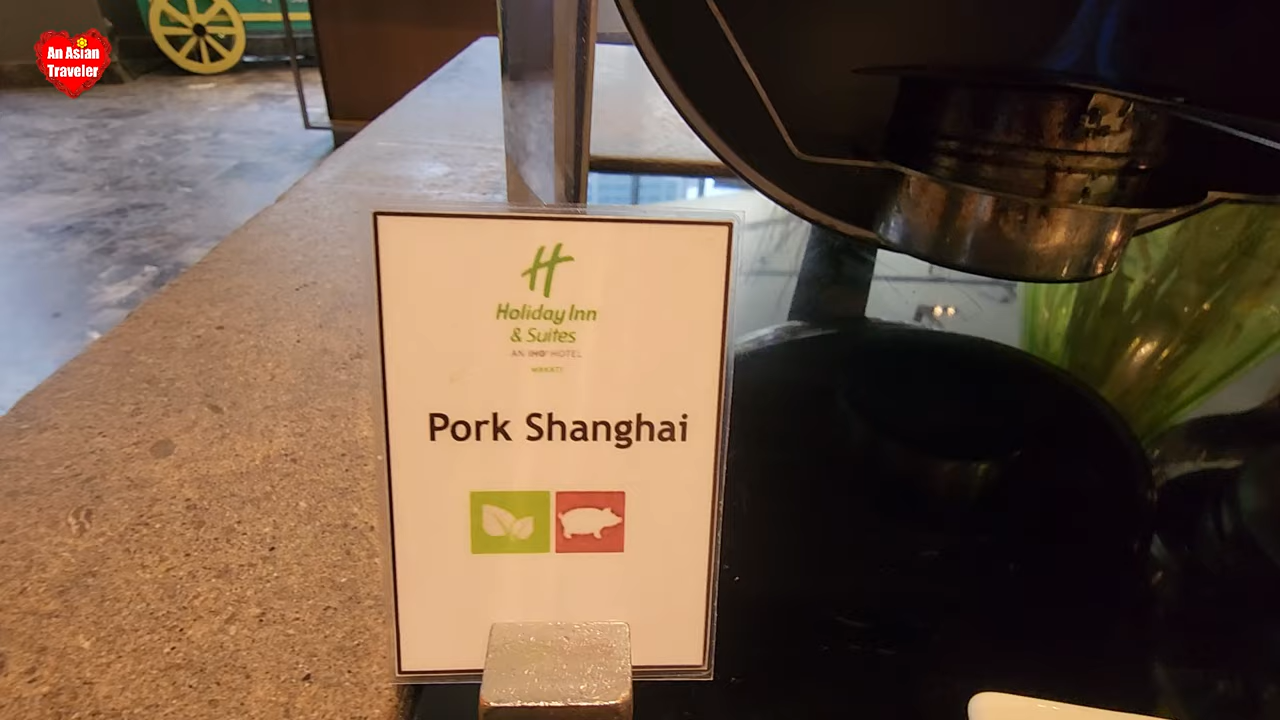 An Asian
Traveler
Holiday Inn
& Suites
AN IHG® HOTEL
MAKATI
Pork Shanghai